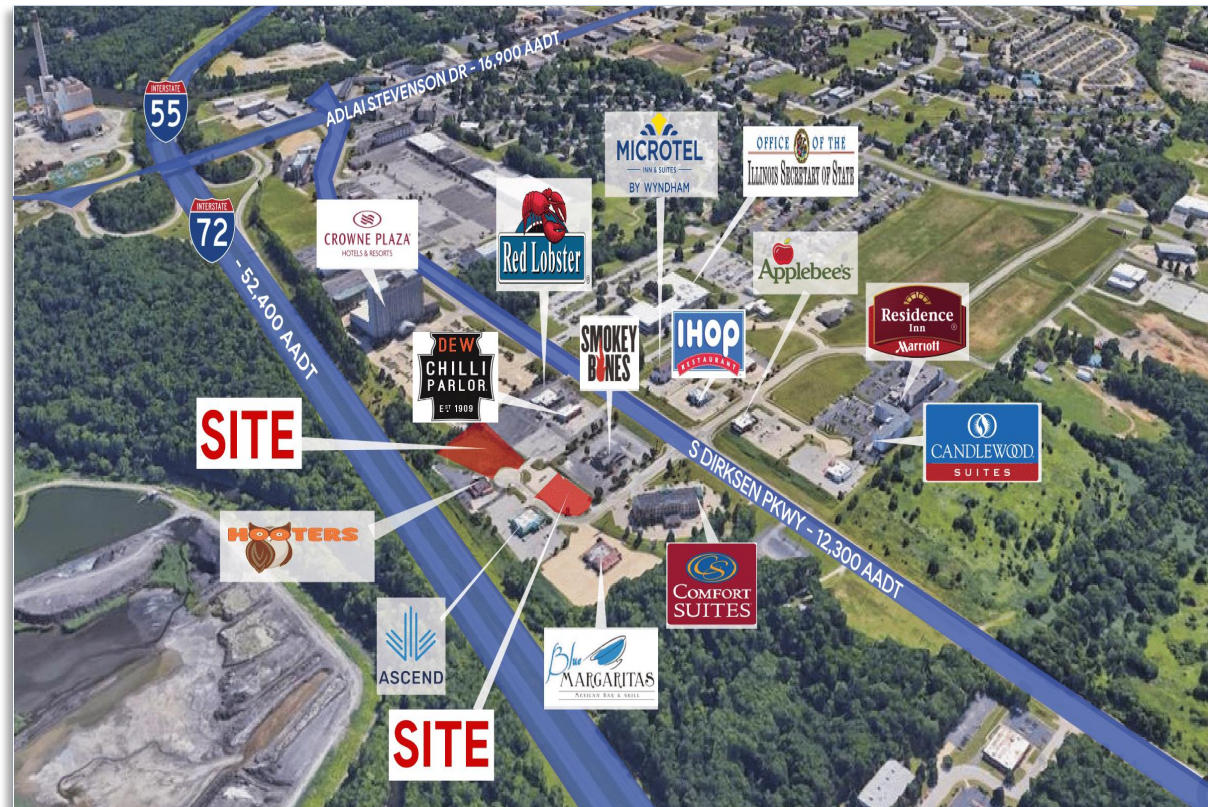 INTERSTATE
55
ADLAI STEVENSON DR - 16,900 AADT
MICROTEL
INN & SUITES
BY WYNDHAM
OFFICE OF THE
ILLINOIS SECRETARY OF STATE
INTERSTATE
72
- 52,400 AADT
CROWNE PLAZA
HOTELS & RESORTS
Red Lobster
Applebee's
Residence
Inn
Marriott
DEW
CHILLI
PARLOR
EST 1909
SMOKEY
BONES
IHOP
RESTAURANT
SITE
CANDLEWOOD
SUITES
S DIRKSEN PKWY - 12,300 AADT
HOOTERS
CS
COMFORT
SUITES
ASCEND
Blue
MARGARITAS
MEXICAN BAR & GRILL
SITE